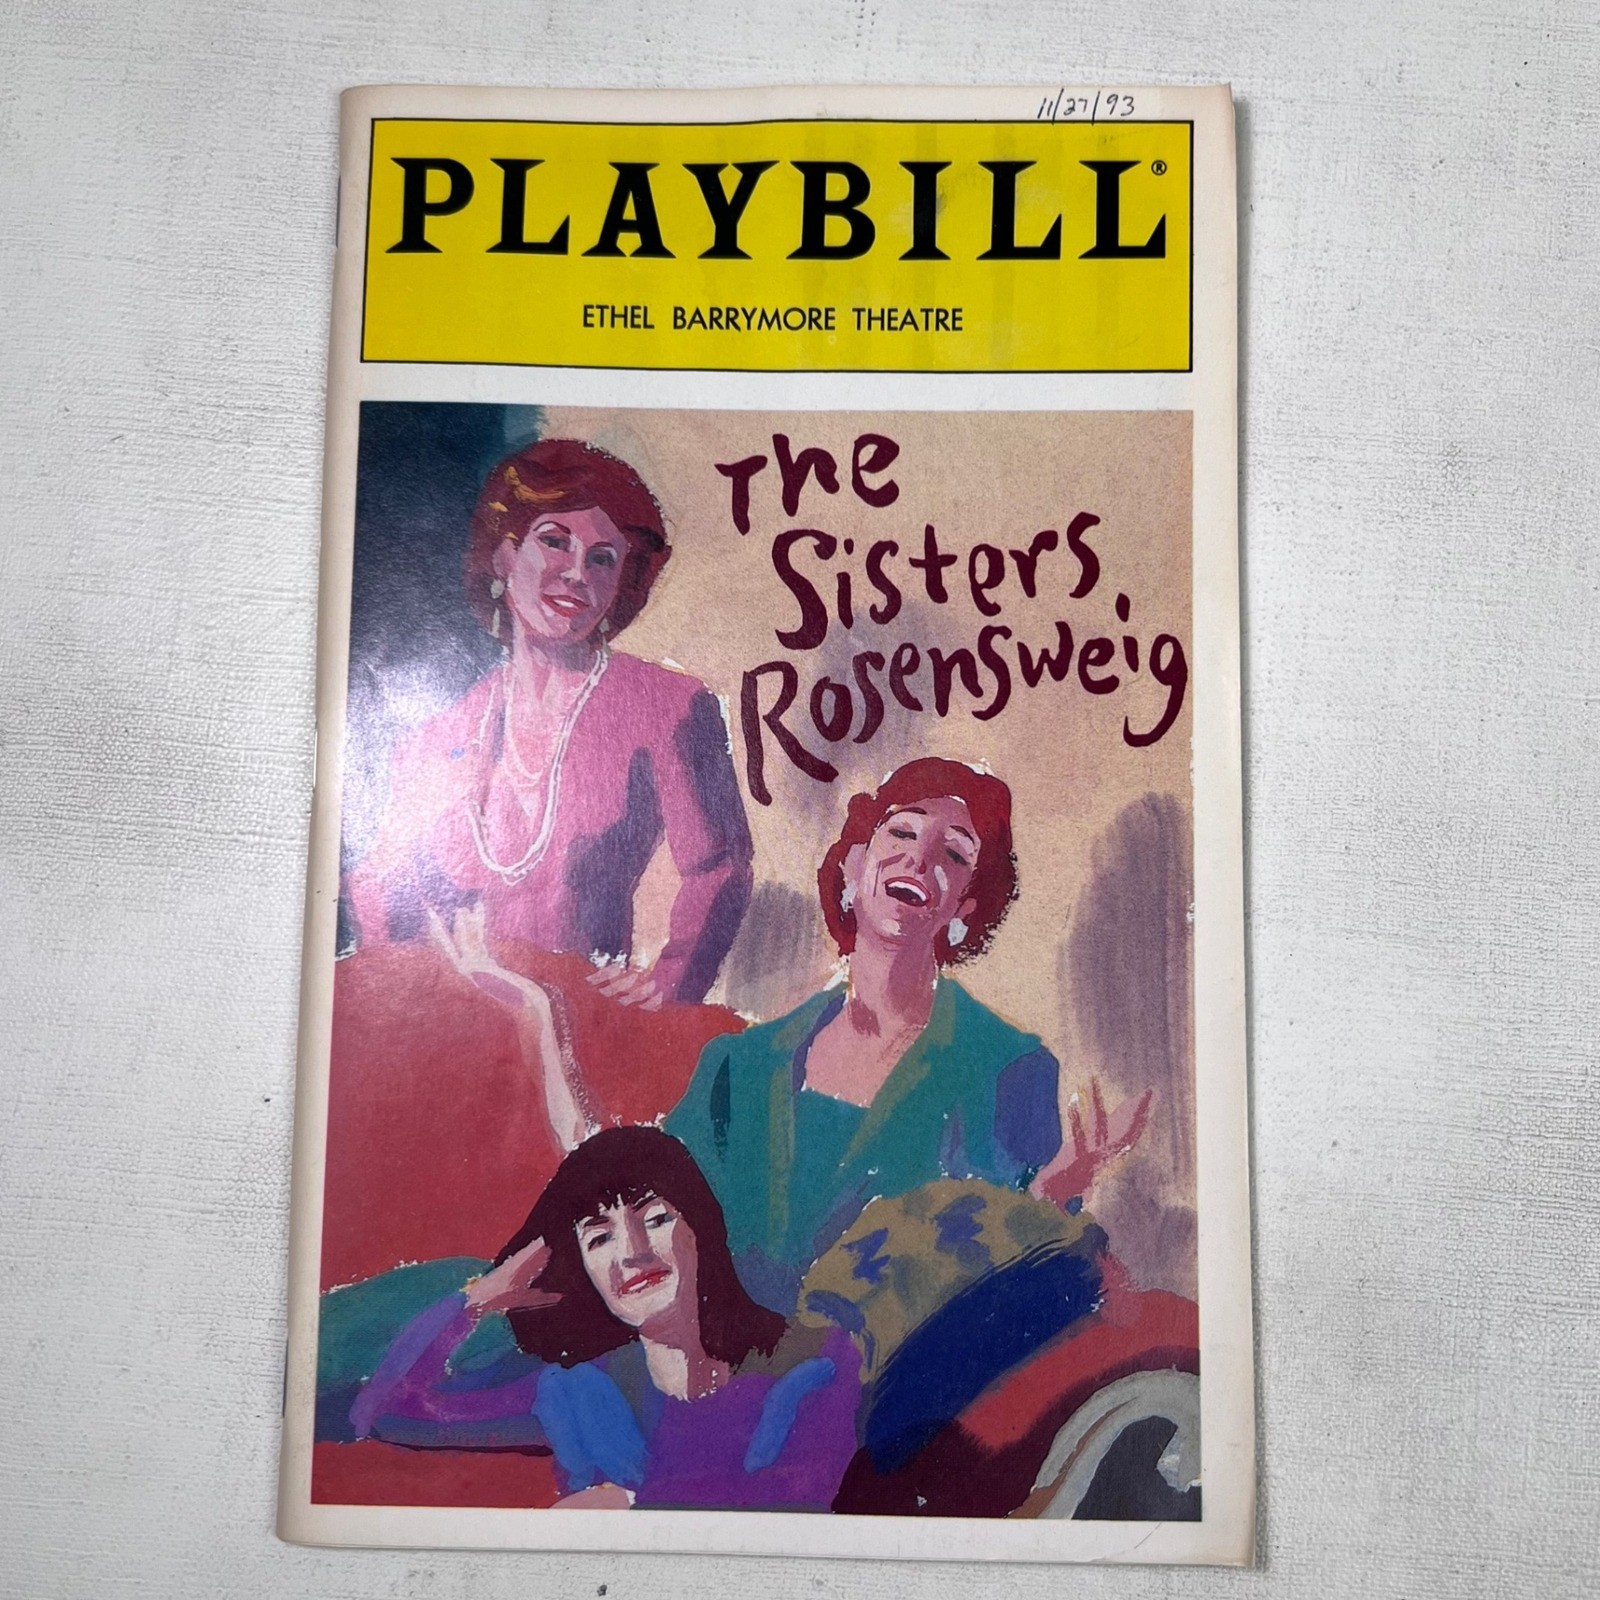 11/27/93
PLAYBILL®
ETHEL BARRYMORE THEATRE
The
Sisters
Rosensweig